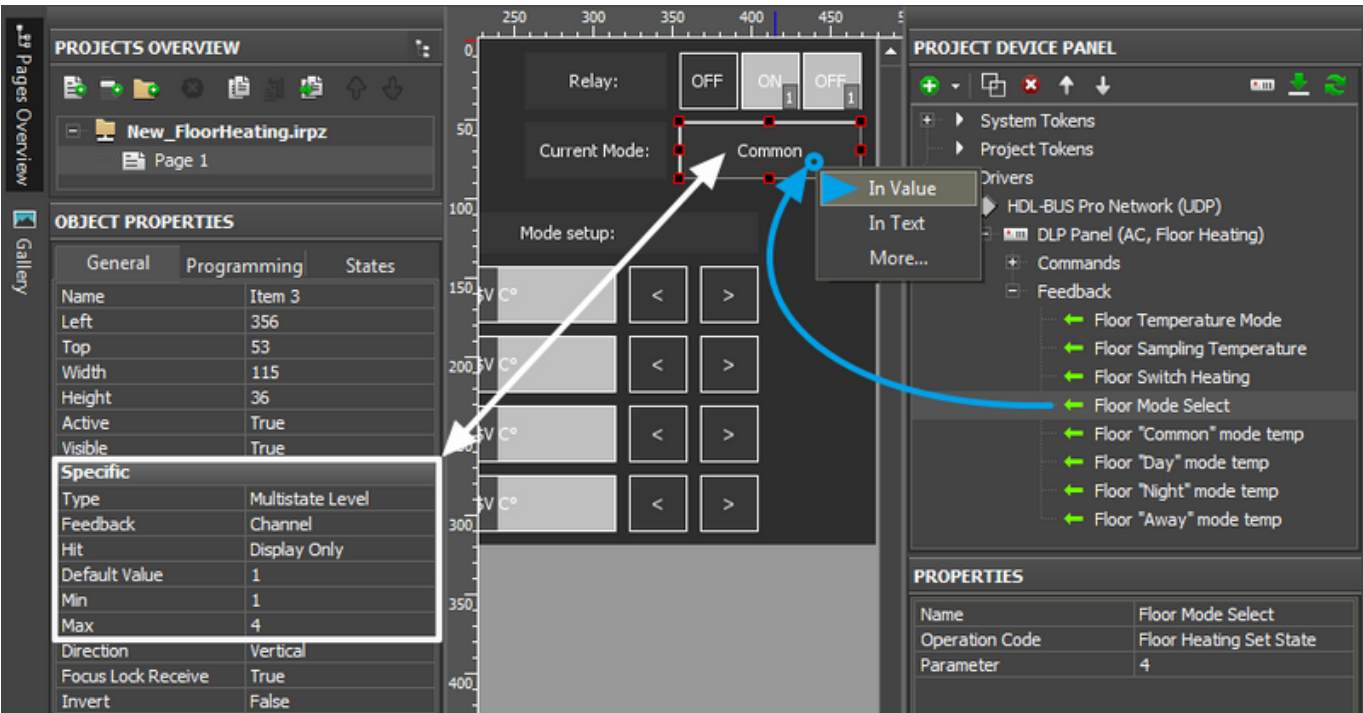 Pages Overview
Gallery
PROJECTS OVERVIEW
New_FloorHeating.irpz
Page 1
OBJECT PROPERTIES
General Programming States
Name Item 3
Left 356
Top 53
Width 115
Height 36
Active True
Visible True
Specific
Type Multistate Level
Feedback Channel
Hit Display Only
Default Value 1
Min 1
Max 4
Direction Vertical
Focus Lock Receive True
Invert False
250 300 350 400 450 5
0
50
100
150
200
300
350
400
Relay: OFF ON 1 OFF 1
Current Mode: Common
Mode setup:
$V C° < >
$V C° < >
$V C° < >
$V C° < >
In Value
In Text
More...
PROJECT DEVICE PANEL
System Tokens
Project Tokens
Drivers
HDL-BUS Pro Network (UDP)
DLP Panel (AC, Floor Heating)
Commands
Feedback
Floor Temperature Mode
Floor Sampling Temperature
Floor Switch Heating
Floor Mode Select
Floor "Common" mode temp
Floor "Day" mode temp
Floor "Night" mode temp
Floor "Away" mode temp
PROPERTIES
Name Floor Mode Select
Operation Code Floor Heating Set State
Parameter 4